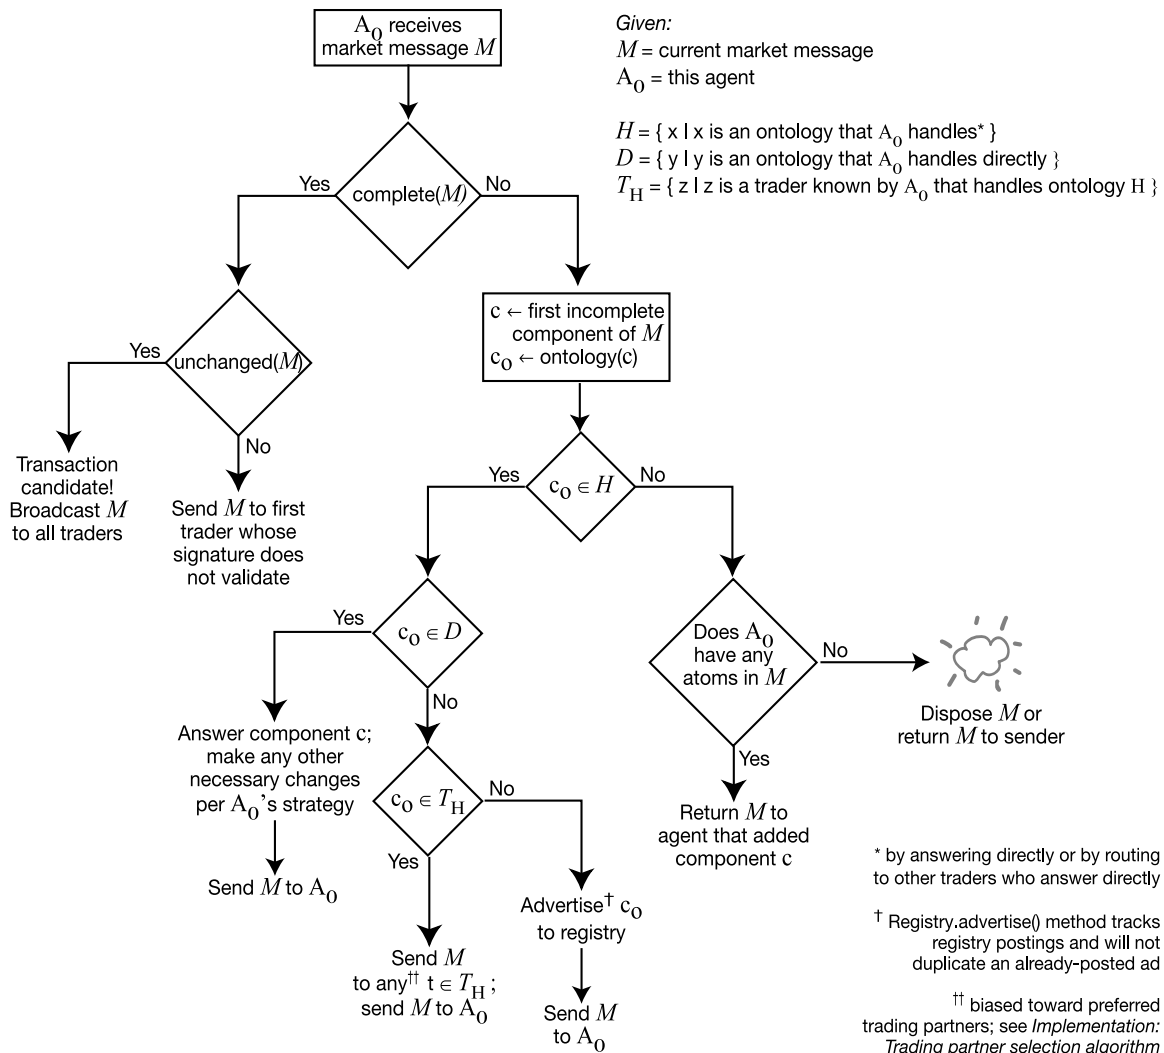 A₀ receives
market message M
Given:
M = current market message
A₀ = this agent
H = { x | x is an ontology that A₀ handles* }
D = { y | y is an ontology that A₀ handles directly }
T_H = { z | z is a trader known by A₀ that handles ontology H }
Yes
complete(M)
No
Yes
unchanged(M)
No
c ← first incomplete
component of M
c₀ ← ontology(c)
Transaction
candidate!
Broadcast M
to all traders
Send M to first
trader whose
signature does
not validate
Yes
c₀ ∈ H
No
Yes
c₀ ∈ D
No
Does A₀
have any
atoms in M
No
Yes
Dispose M or
return M to sender
Answer component c;
make any other
necessary changes
per A₀'s strategy
Send M to A₀
c₀ ∈ T_H
No
Yes
Return M to
agent that added
component c
Advertise† c₀
to registry
Send M
to any†† t ∈ T_H ;
send M to A₀
Send M
to A₀
* by answering directly or by routing
to other traders who answer directly
† Registry.advertise() method tracks
registry postings and will not
duplicate an already-posted ad
†† biased toward preferred
trading partners; see Implementation:
Trading partner selection algorithm